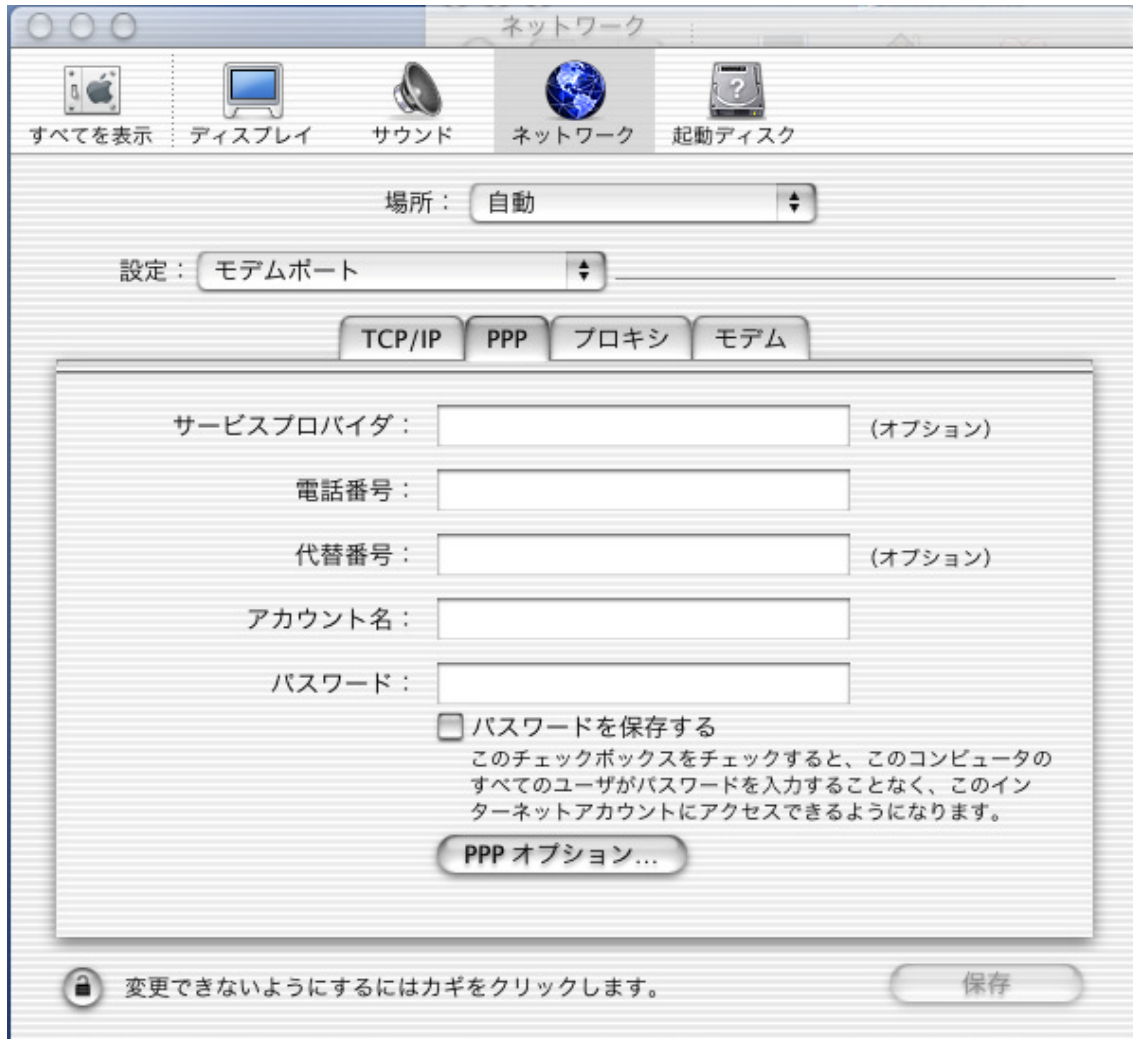 ネットワーク
すべてを表示 ディスプレイ サウンド ネットワーク 起動ディスク
場所： 自動
設定： モデムポート
TCP/IP PPP プロキシ モデム
サービスプロバイダ： (オプション)
電話番号：
代替番号： (オプション)
アカウント名：
パスワード：
パスワードを保存する
このチェックボックスをチェックすると、このコンピュータの
すべてのユーザがパスワードを入力することなく、このイン
ターネットアカウントにアクセスできるようになります。
PPP オプション...
変更できないようにするにはカギをクリックします。 保存